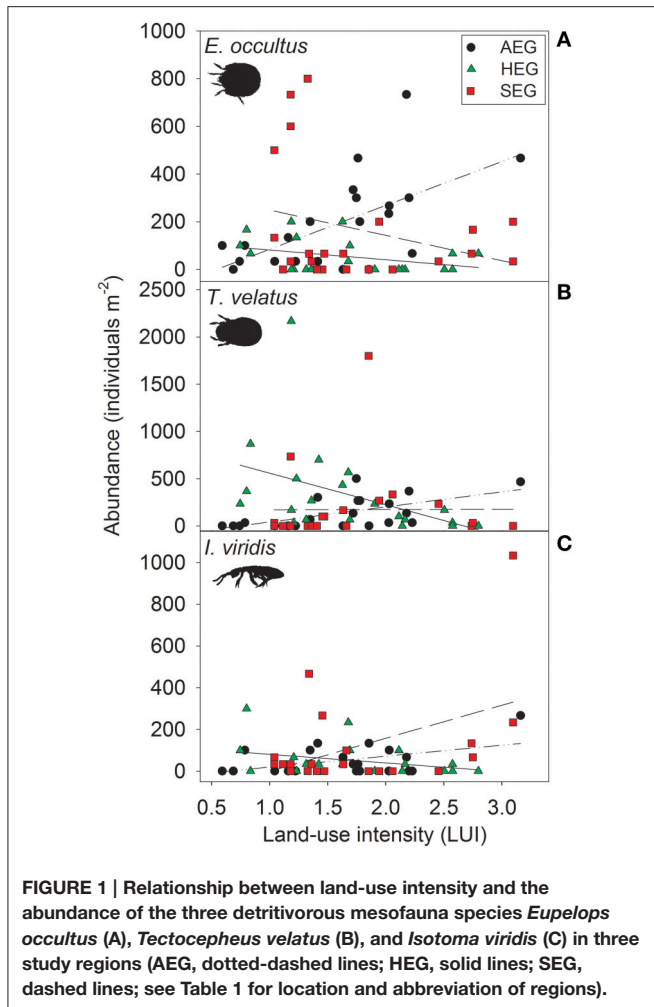 1000
E. occultus
A
AEG
HEG
SEG
800
600
400
200
0
2500
T. velatus
B
2000
1500
1000
500
0
Abundance (individuals m-2)
I. viridis
C
1000
800
600
400
200
0
0.5 1.0 1.5 2.0 2.5 3.0
Land-use intensity (LUI)
FIGURE 1 | Relationship between land-use intensity and the
abundance of the three detritivorous mesofauna species Eupelops
occultus (A), Tectocepheus velatus (B), and Isotoma viridis (C) in three
study regions (AEG, dotted-dashed lines; HEG, solid lines; SEG,
dashed lines; see Table 1 for location and abbreviation of regions).